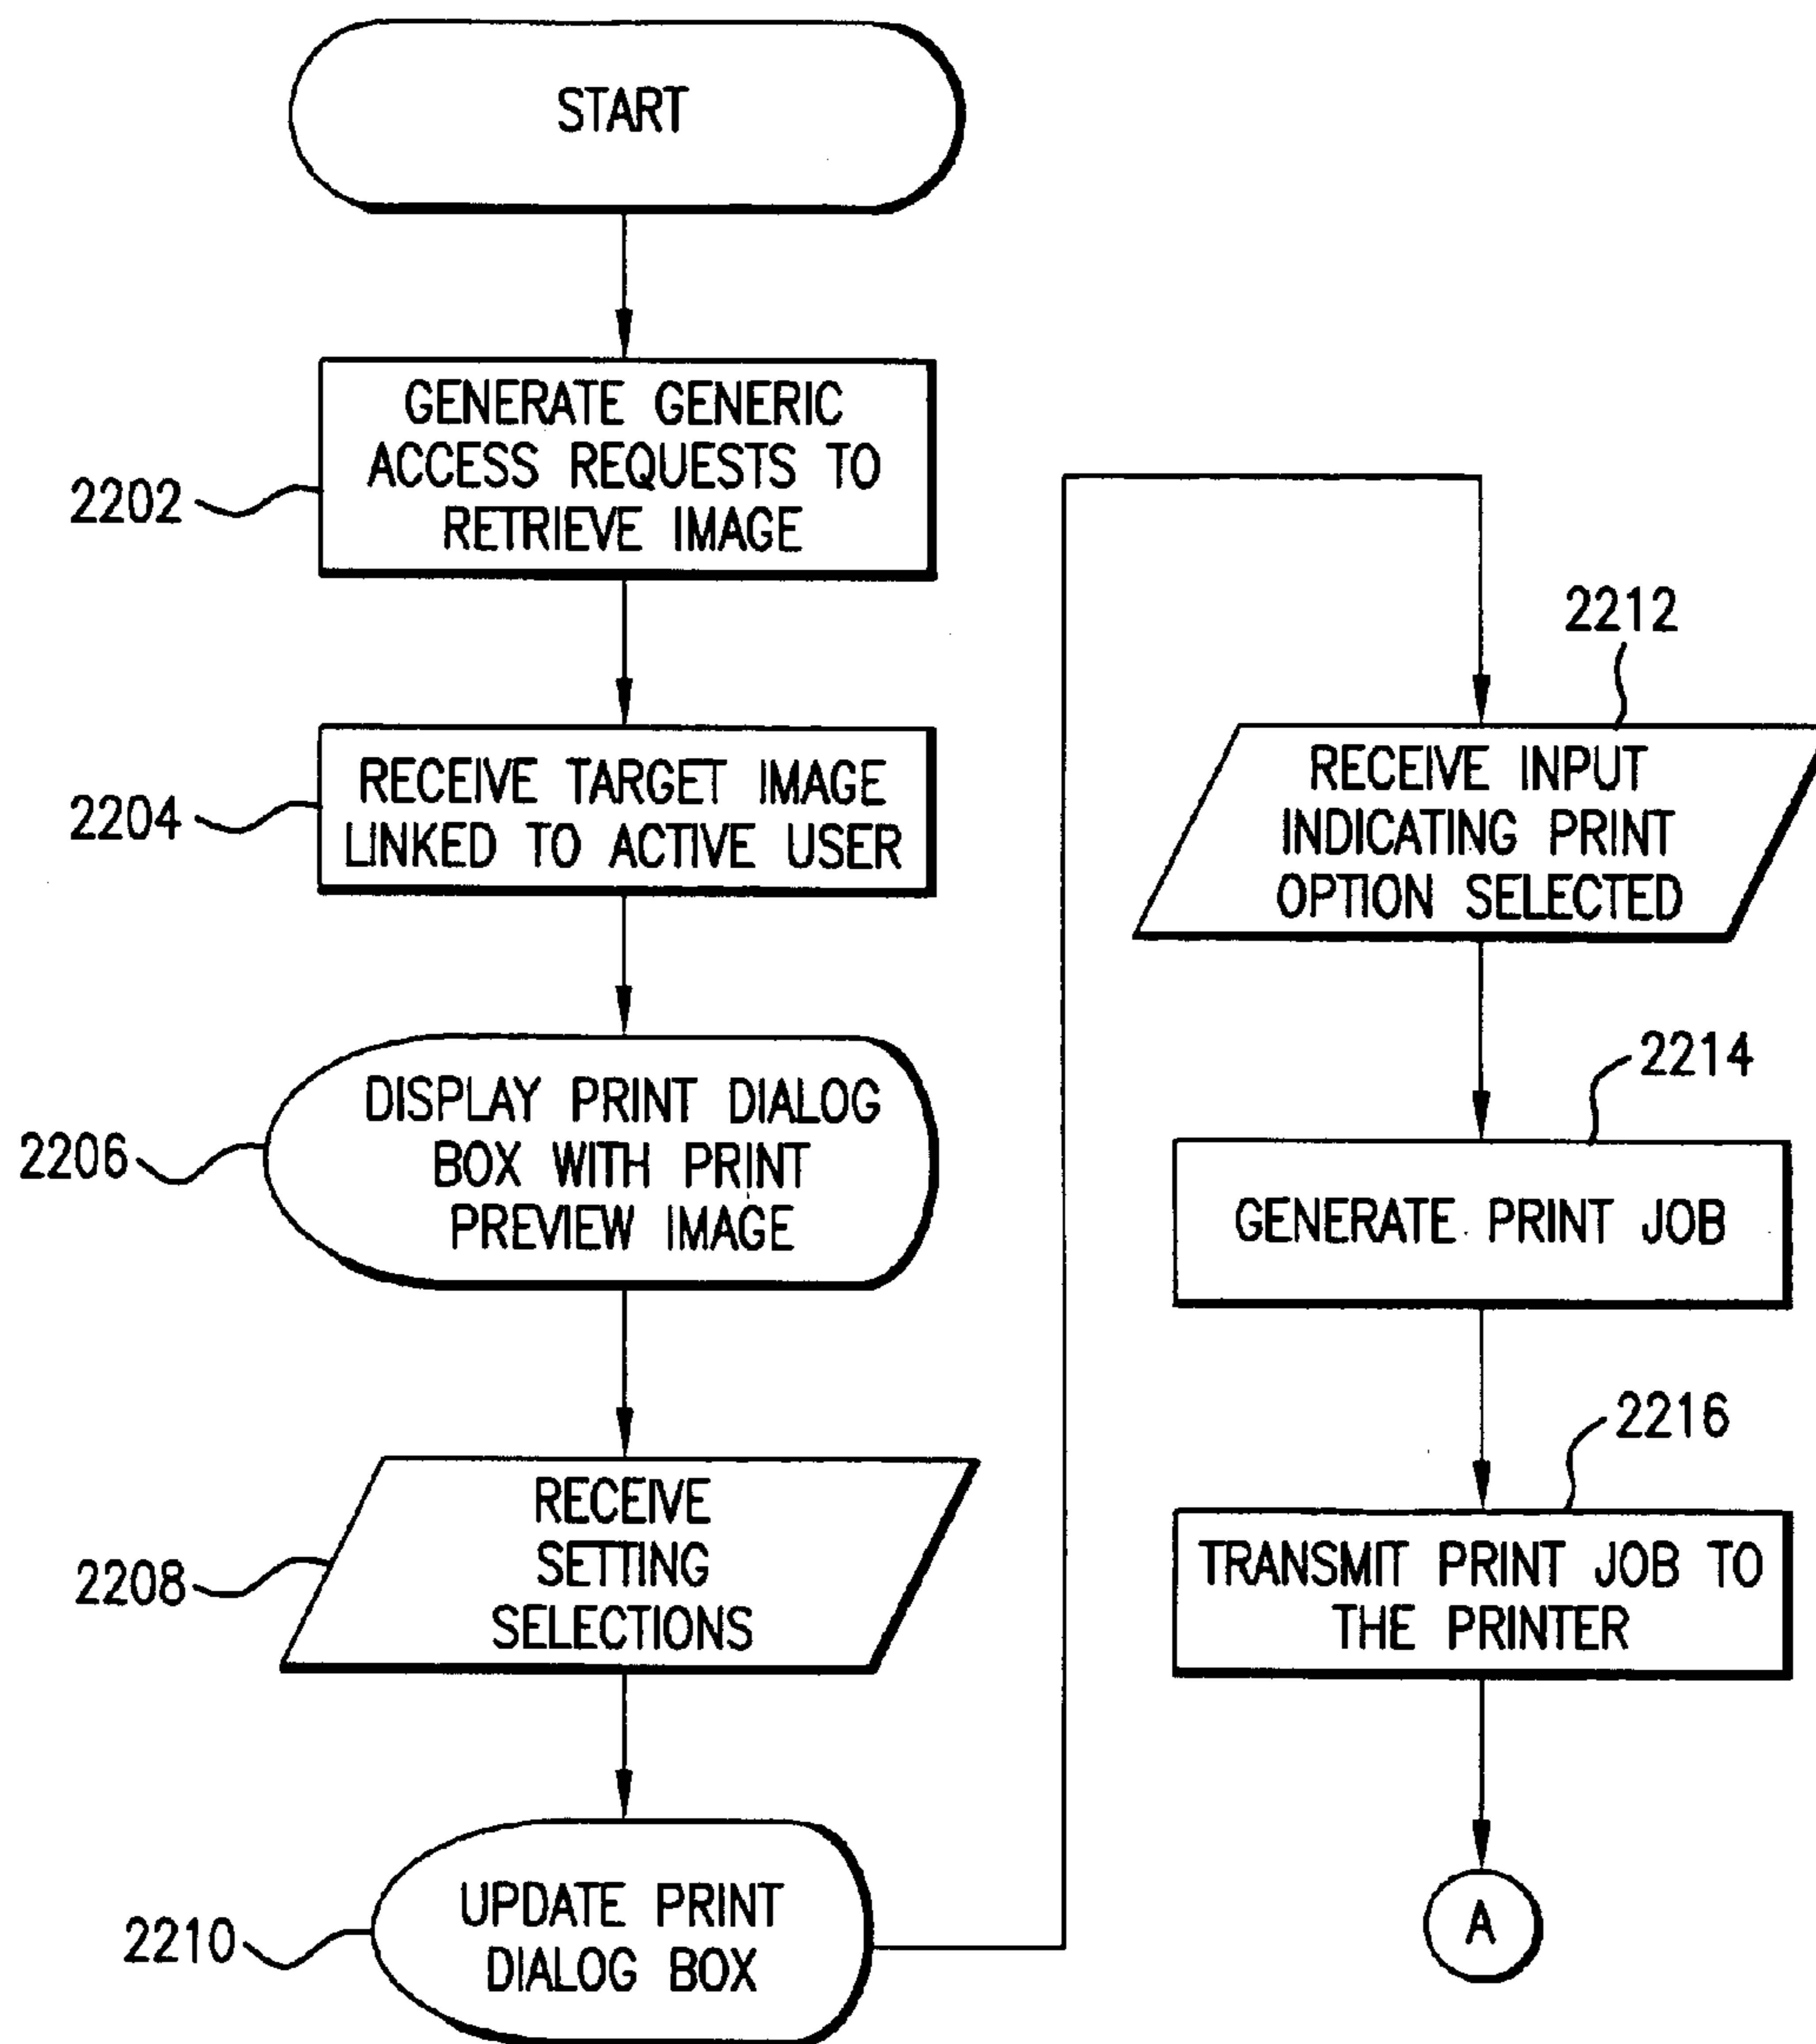 START
GENERATE GENERIC
ACCESS REQUESTS TO
RETRIEVE IMAGE
2202
RECEIVE TARGET IMAGE
LINKED TO ACTIVE USER
2204
DISPLAY PRINT DIALOG
BOX WITH PRINT
PREVIEW IMAGE
2206
RECEIVE
SETTING
SELECTIONS
2208
UPDATE PRINT
DIALOG BOX
2210
2212
RECEIVE INPUT
INDICATING PRINT
OPTION SELECTED
2214
GENERATE PRINT JOB
2216
TRANSMIT PRINT JOB TO
THE PRINTER
A